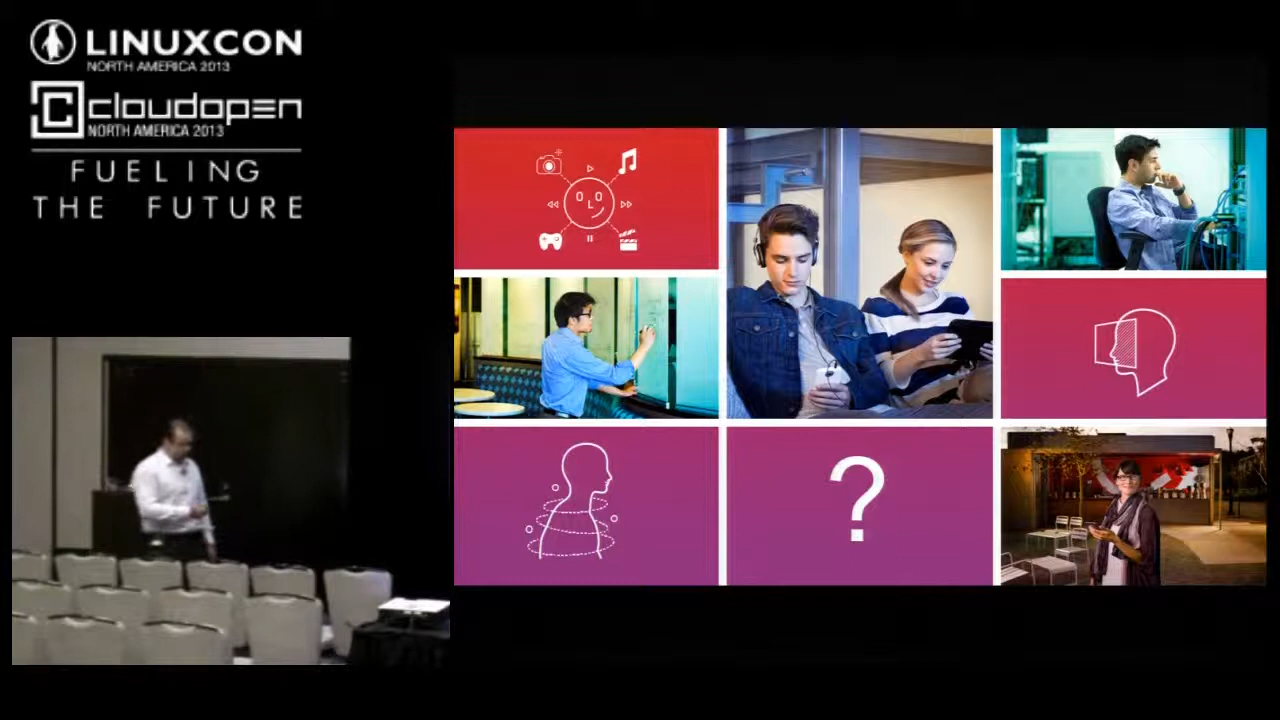 LINUXCON
NORTH AMERICA 2013
cloudopen
NORTH AMERICA 2013
FUELING
THE FUTURE
?